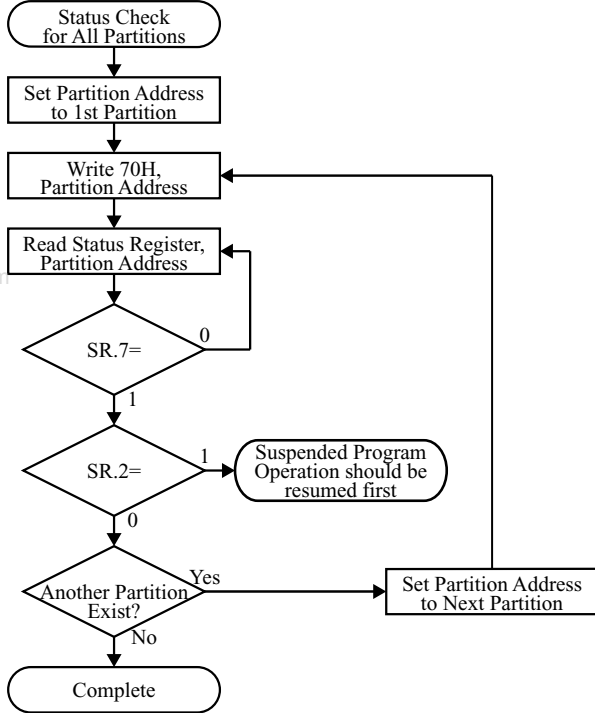 Status Check
for All Partitions
Set Partition Address
to 1st Partition
Write 70H,
Partition Address
Read Status Register,
Partition Address
SR.7=
0
1
SR.2=
1
Suspended Program
Operation should be
resumed first
0
Another Partition
Exist?
Yes
Set Partition Address
to Next Partition
No
Complete